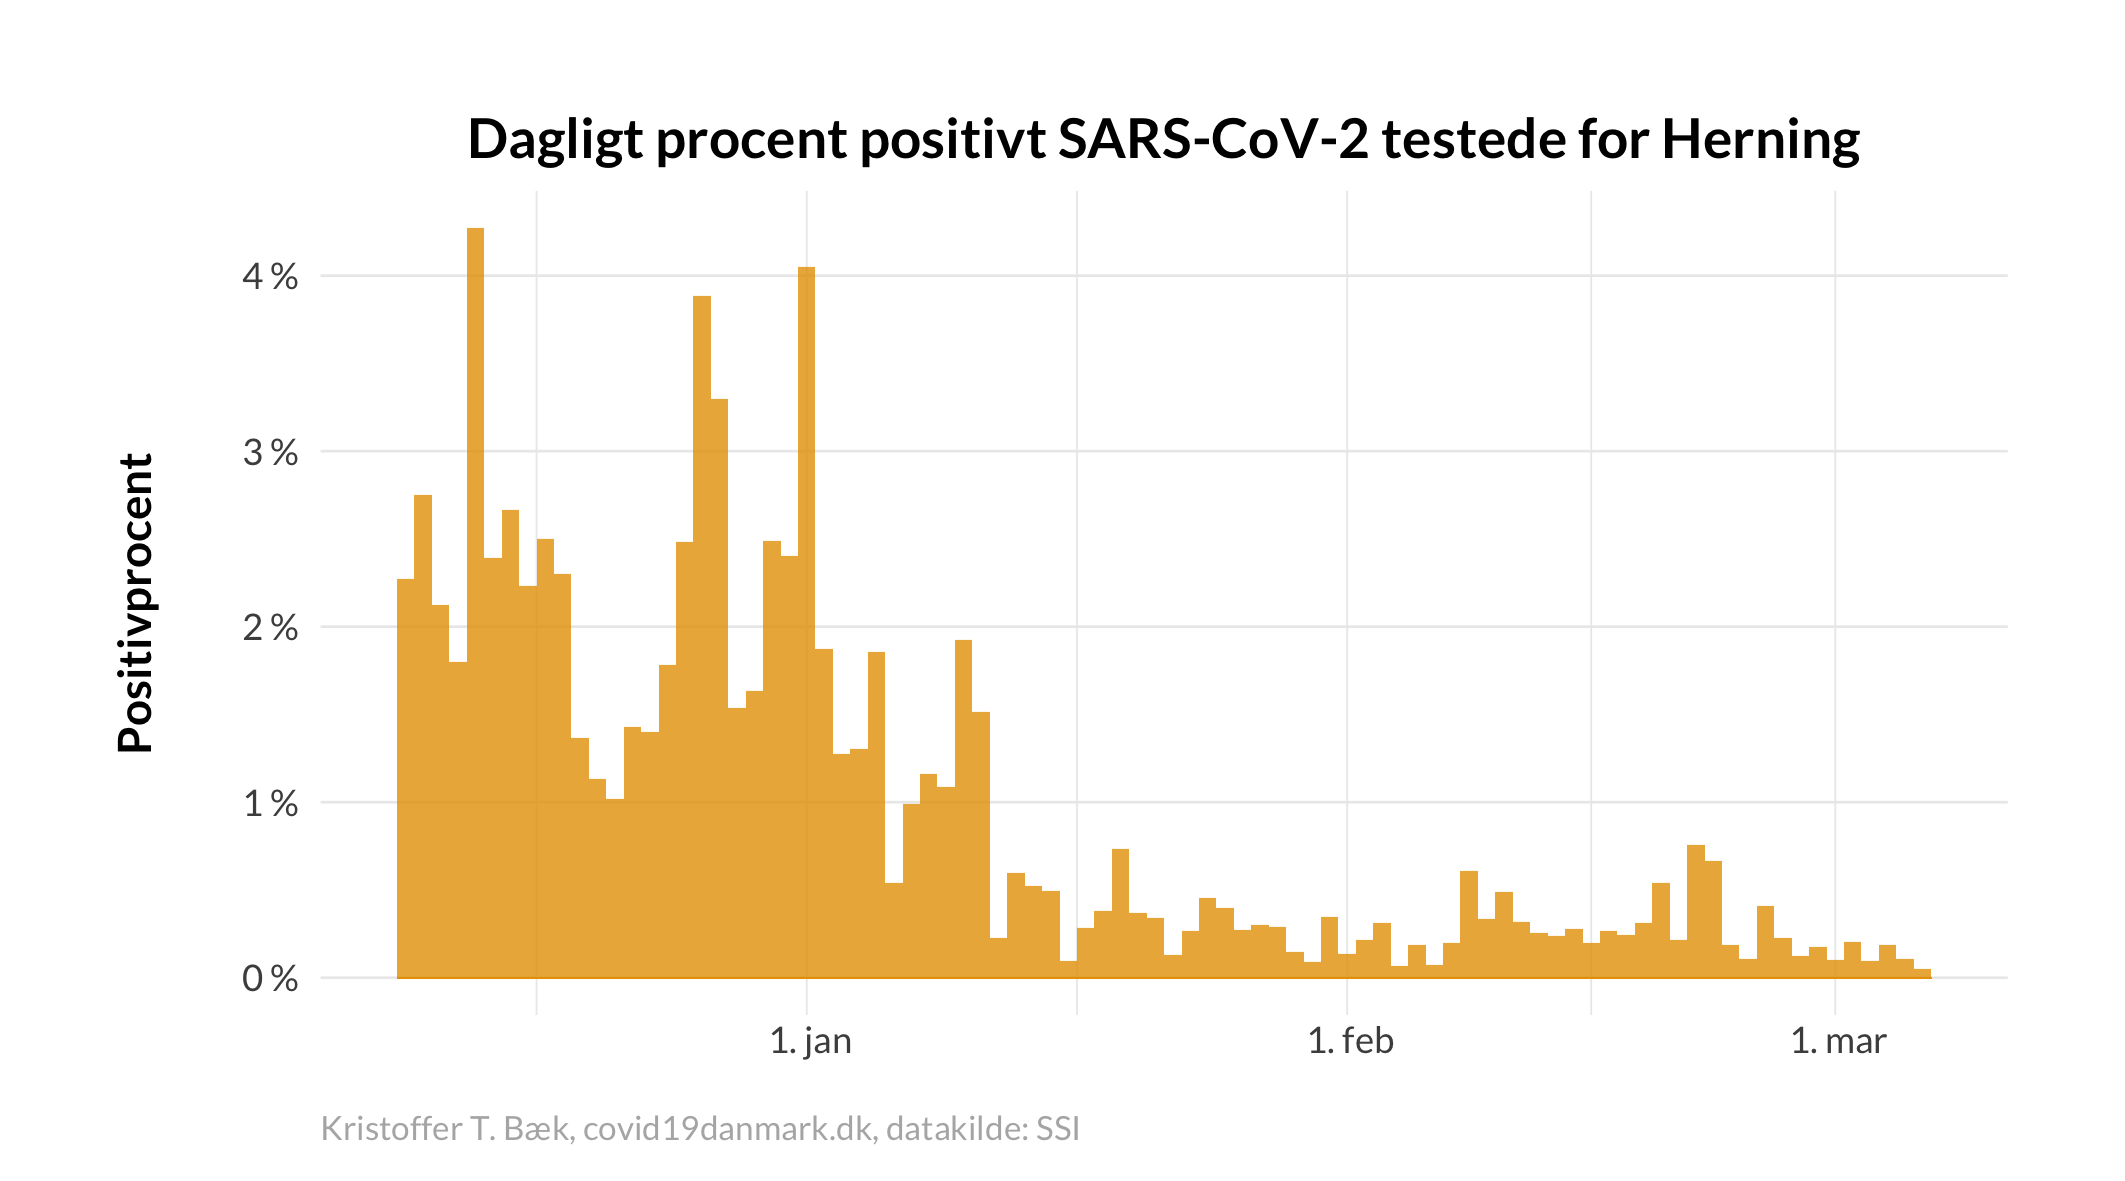 Dagligt procent positivt SARS-CoV-2 testede for Herning
Positivprocent
4 %
3 %
2 %
1 %
0 %
1. jan
1. feb
1. mar
Kristoffer T. Bæk, covid19danmark.dk, datakilde: SSI